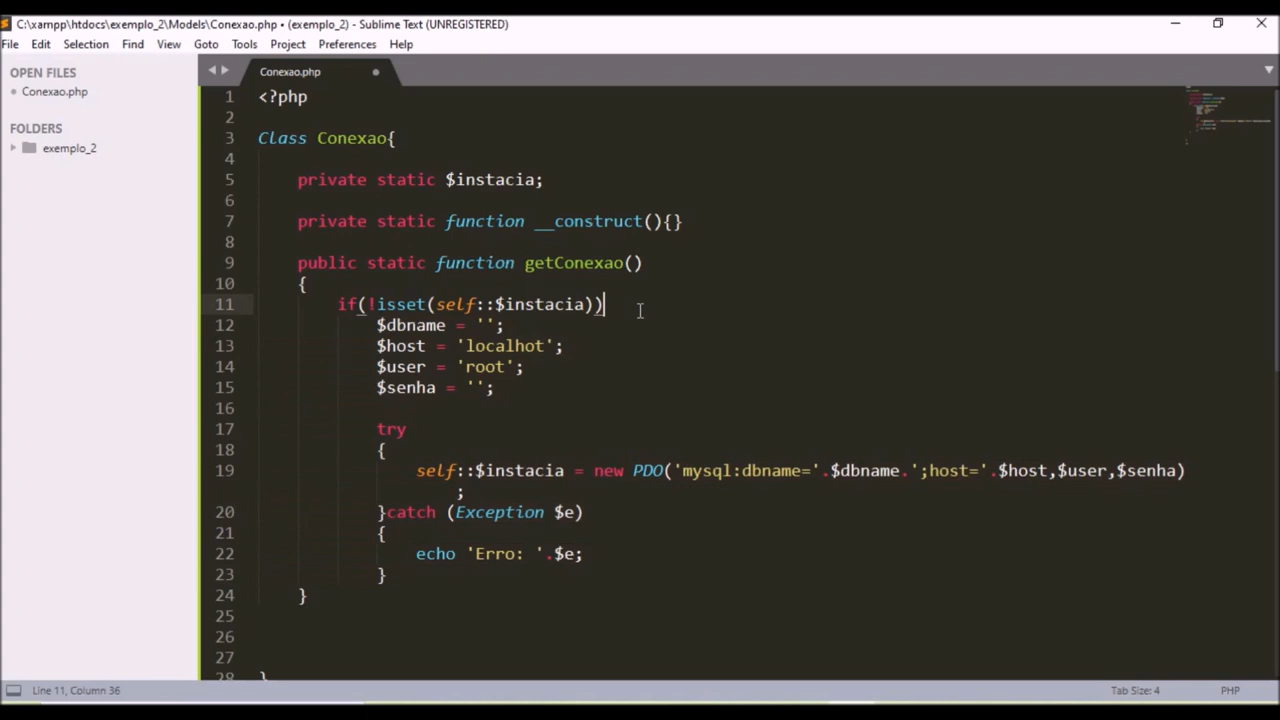 C:\xampp\htdocs\exemplo_2\Models\Conexao.php • (exemplo_2) - Sublime Text (UNREGISTERED)
File Edit Selection Find View Goto Tools Project Preferences Help
OPEN FILES
Conexao.php
FOLDERS
exemplo_2
Conexao.php
1 <?php
2
3 Class Conexao{
4
5 private static $instacia;
6
7 private static function __construct(){}
8
9 public static function getConexao()
10 {
11 if(!isset(self::$instacia))
12 $dbname = '';
13 $host = 'localhot';
14 $user = 'root';
15 $senha = '';
16
17 try
18 {
19 self::$instacia = new PDO('mysql:dbname='.$dbname.';host='.$host,$user,$senha)
;
20 }catch (Exception $e)
21 {
22 echo 'Erro: '.$e;
23 }
24 }
25
26
27
28 }
Line 11, Column 36
Tab Size: 4
PHP